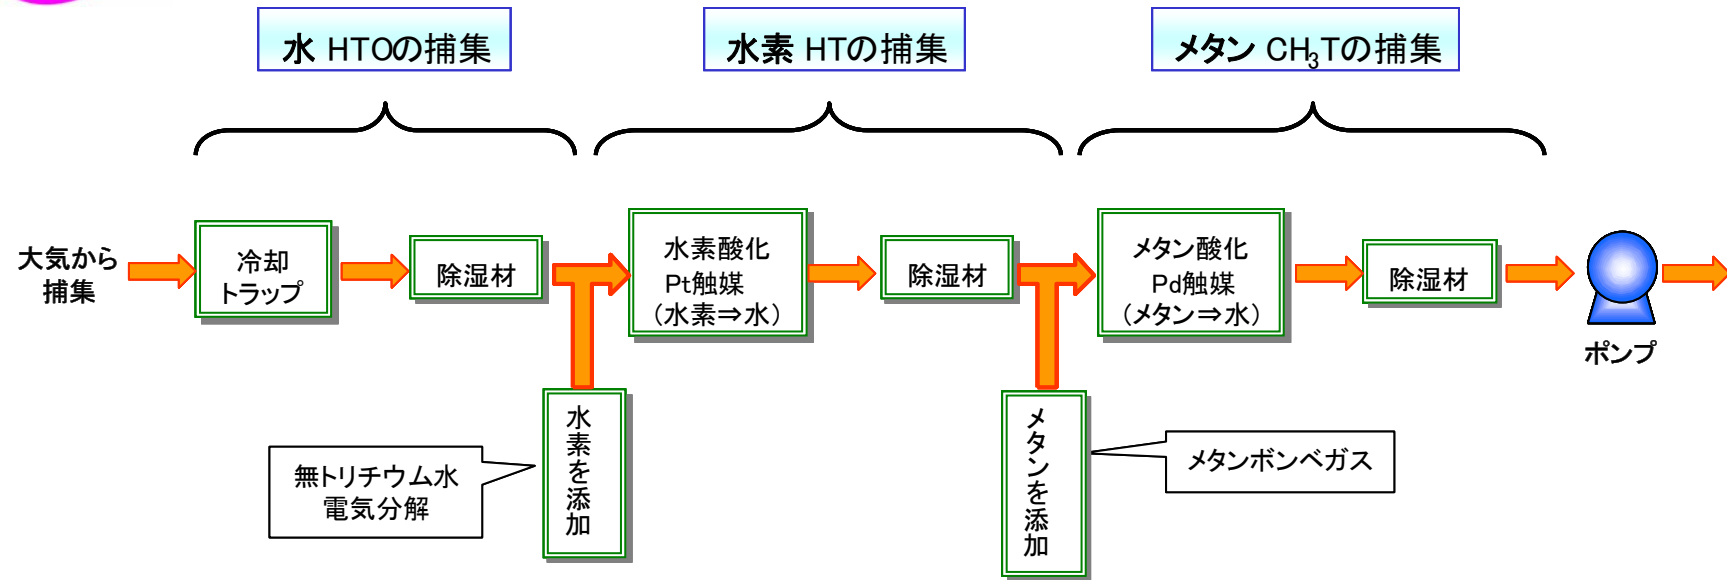 水 HTOの捕集
水素 HTの捕集
メタン CH₃Tの捕集
大気から
捕集
冷却
トラップ
除湿材
水素酸化
Pt触媒
(水素⇒水)
除湿材
メタン酸化
Pd触媒
(メタン⇒水)
除湿材
ポンプ
水素を添加
無トリチウム水
電気分解
メタンを添加
メタンボンベガス